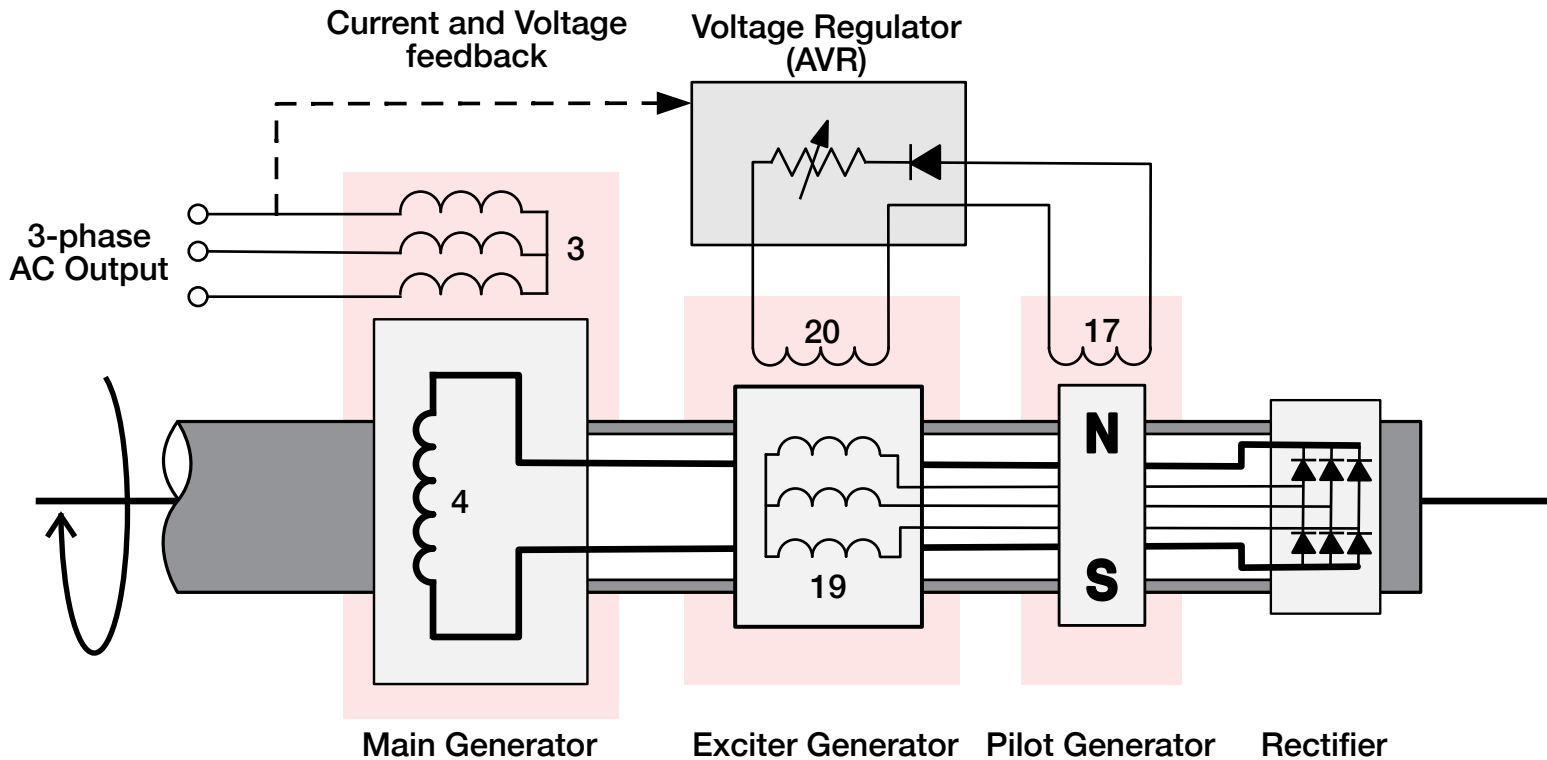 Current and Voltage
feedback
Voltage Regulator
(AVR)
3-phase
AC Output
3
20
17
4
19
N
S
Main Generator
Exciter Generator
Pilot Generator
Rectifier